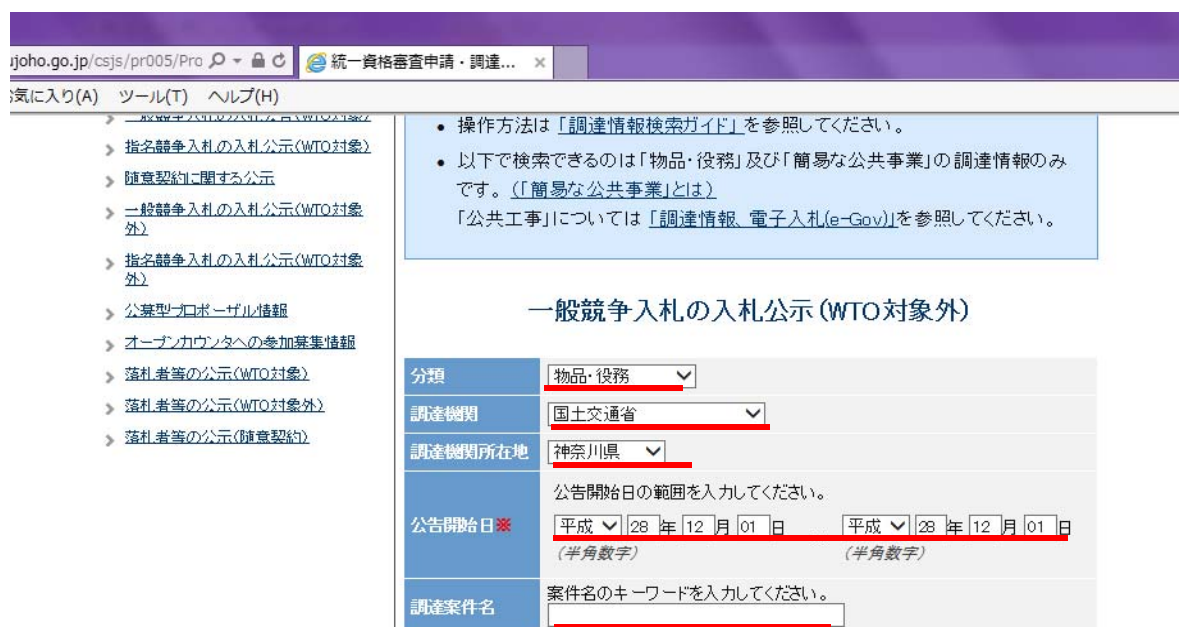 ujoho.go.jp/csjs/pr005/Pro
統一資格審査申請・調達... ×
気に入り(A) ツール(T) ヘルプ(H)
一般競争入札の入札公告(WTO対象)
指名競争入札の入札公示(WTO対象)
随意契約に関する公示
一般競争入札の入札公示(WTO対象
外)
指名競争入札の入札公示(WTO対象
外)
公募型プロポーザル情報
オープンカウンタへの参加募集情報
落札者等の公示(WTO対象)
落札者等の公示(WTO対象外)
落札者等の公示(随意契約)
• 操作方法は「調達情報検索ガイド」を参照してください。
• 以下で検索できるのは「物品・役務」及び「簡易な公共事業」の調達情報のみ
です。(「簡易な公共事業」とは)
「公共工事」については「調達情報、電子入札(e-Gov)」を参照してください。
一般競争入札の入札公示(WTO対象外)
分類 物品・役務
調達機関 国土交通省
調達機関所在地 神奈川県
公告開始日の範囲を入力してください。
公告開始日※ 平成 28 年 12 月 01 日 平成 28 年 12 月 01 日
(半角数字) (半角数字)
案件名のキーワードを入力してください。
調達案件名